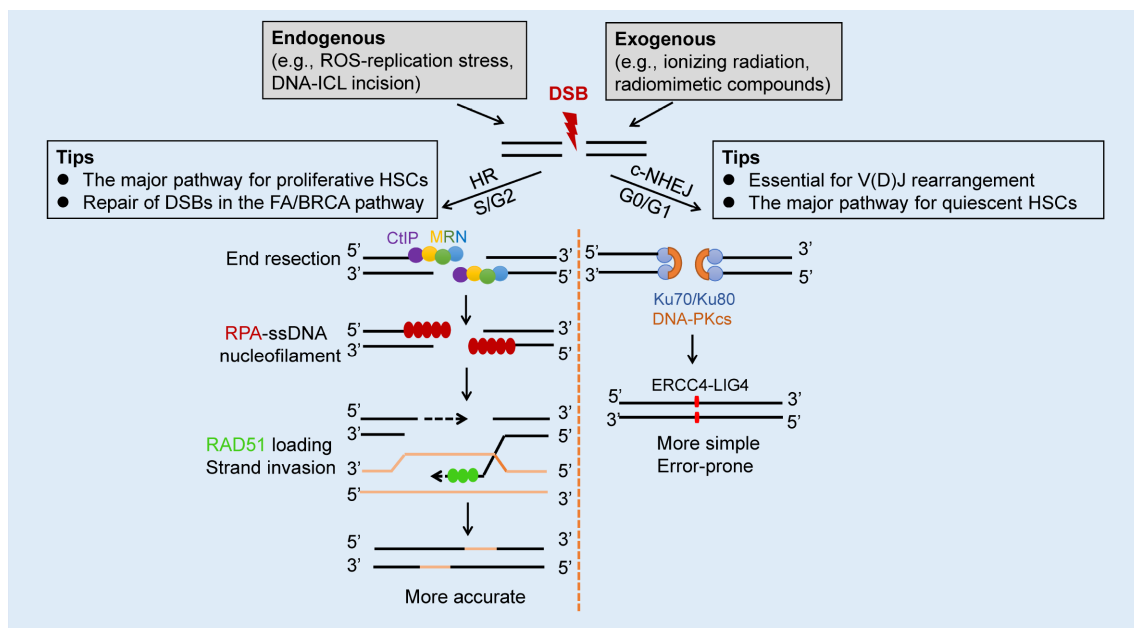 Endogenous
(e.g., ROS-replication stress,
DNA-ICL incision)
Exogenous
(e.g., ionizing radiation,
radiomimetic compounds)
DSB
Tips
● The major pathway for proliferative HSCs
● Repair of DSBs in the FA/BRCA pathway
HR
S/G2
c-NHEJ
G0/G1
Tips
● Essential for V(D)J rearrangement
● The major pathway for quiescent HSCs
CtIP MRN
End resection
5’ 3’
3’ 5’
5’ 3’
3’ 5’
Ku70/Ku80
DNA-PKcs
RPA-ssDNA
nucleofilament
5’ 3’
3’ 5’
ERCC4-LIG4
5’ 3’
3’ 5’
More simple
Error-prone
RAD51 loading
Strand invasion
5’ 3’
3’ 5’
3’ 5’
5’ 3’
5’ 3’
3’ 5’
More accurate